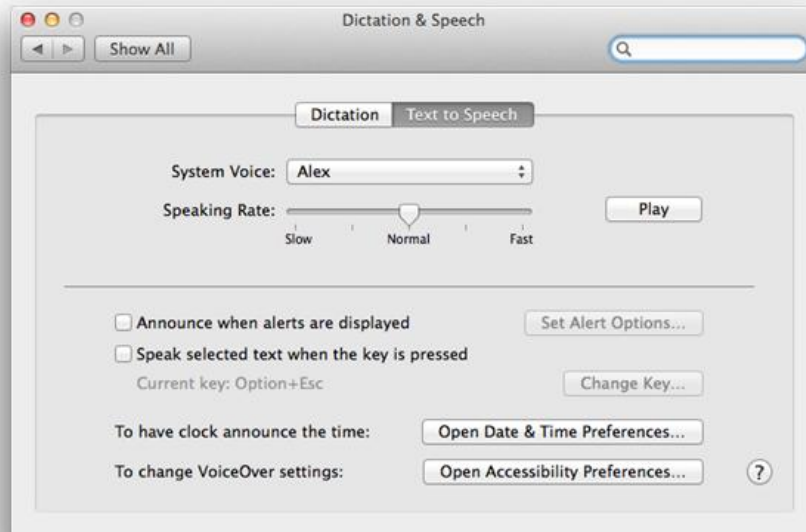 Dictation & Speech
Show All
Dictation Text to Speech
System Voice: Alex
Speaking Rate: Play
Slow Normal Fast
Announce when alerts are displayed Set Alert Options...
Speak selected text when the key is pressed
Current key: Option+Esc Change Key...
To have clock announce the time: Open Date & Time Preferences...
To change VoiceOver settings: Open Accessibility Preferences... ?